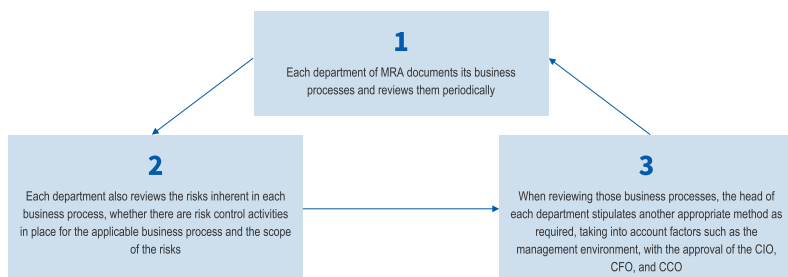 1
Each department of MRA documents its business
processes and reviews them periodically
2
Each department also reviews the risks inherent in each
business process, whether there are risk control activities
in place for the applicable business process and the scope
of the risks
3
When reviewing those business processes, the head of
each department stipulates another appropriate method as
required, taking into account factors such as the
management environment, with the approval of the CIO,
CFO, and CCO